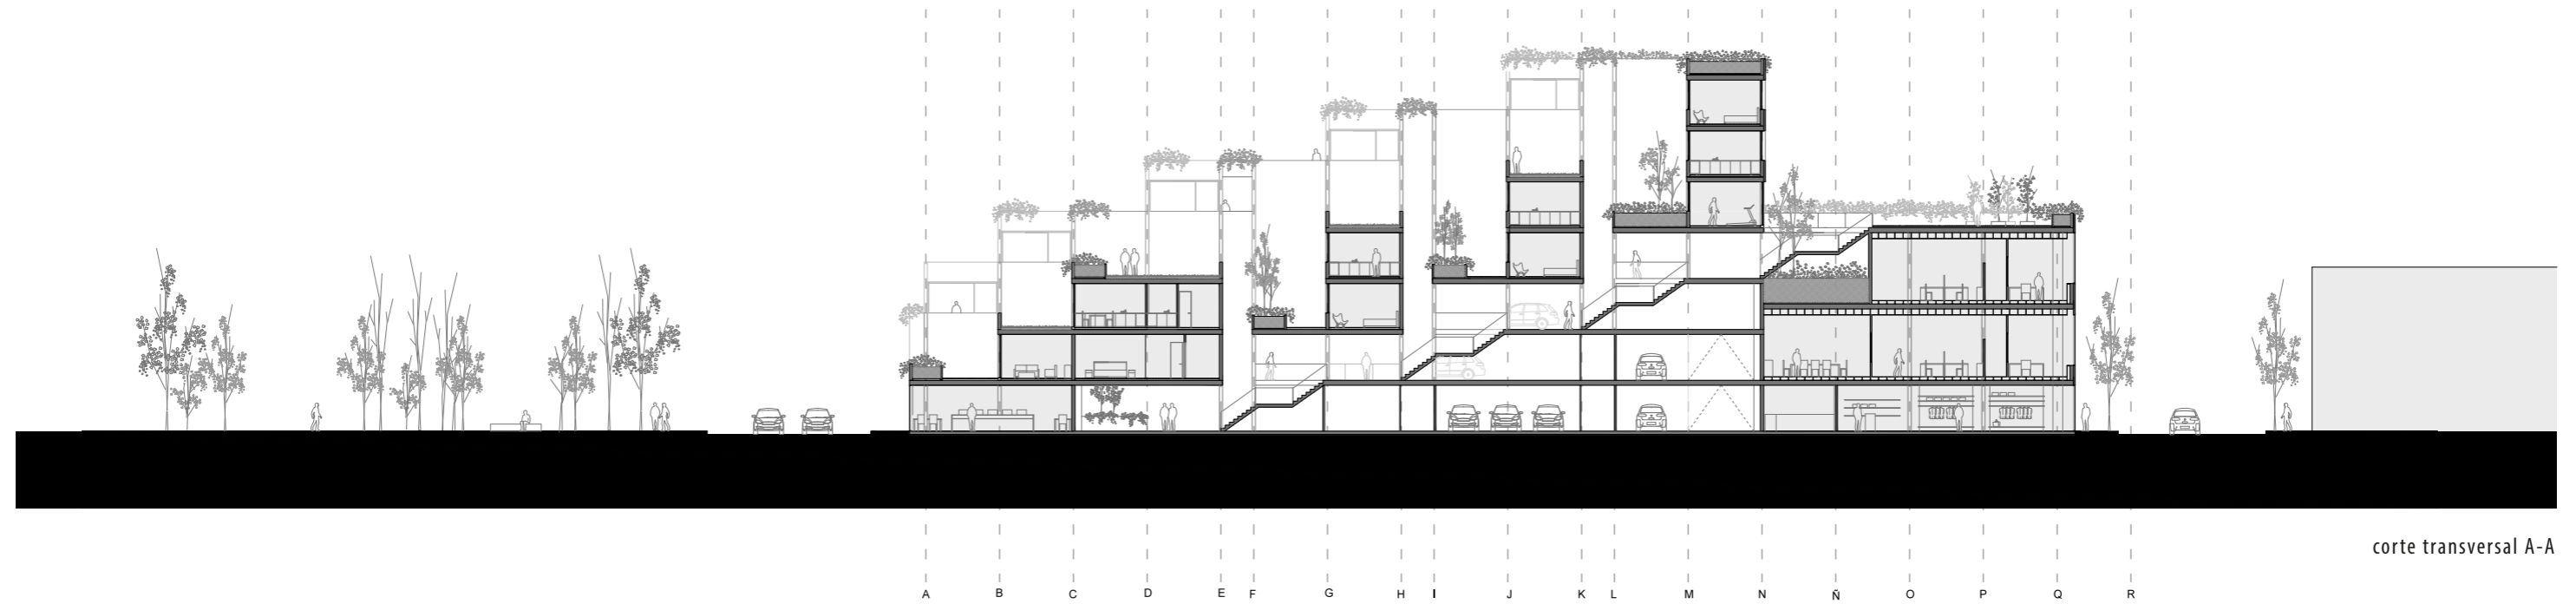 corte transversal A-A
A B C D E F G H I J K L M N Ñ O P Q R